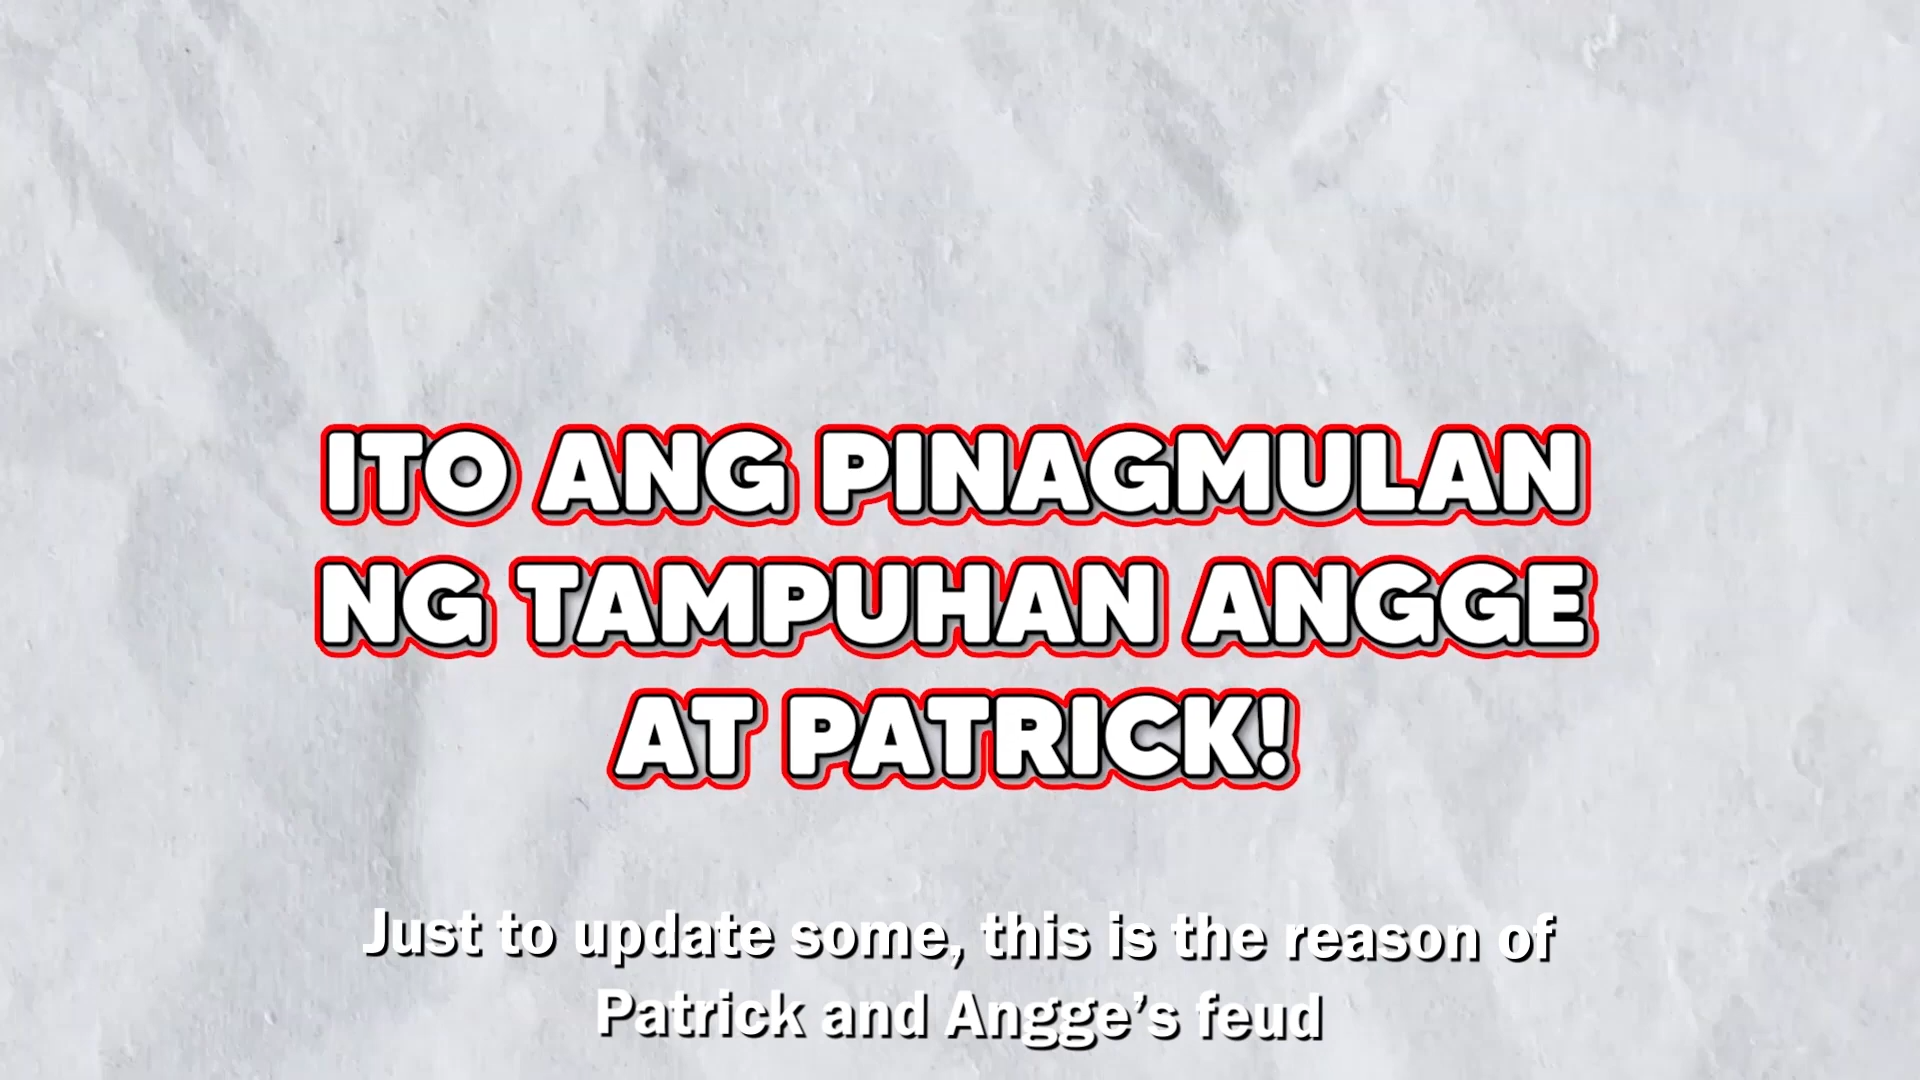 ITO ANG PINAGMULAN
NG TAMPUHAN ANGGE
AT PATRICK!
Just to update some, this is the reason of
Patrick and Angge's feud